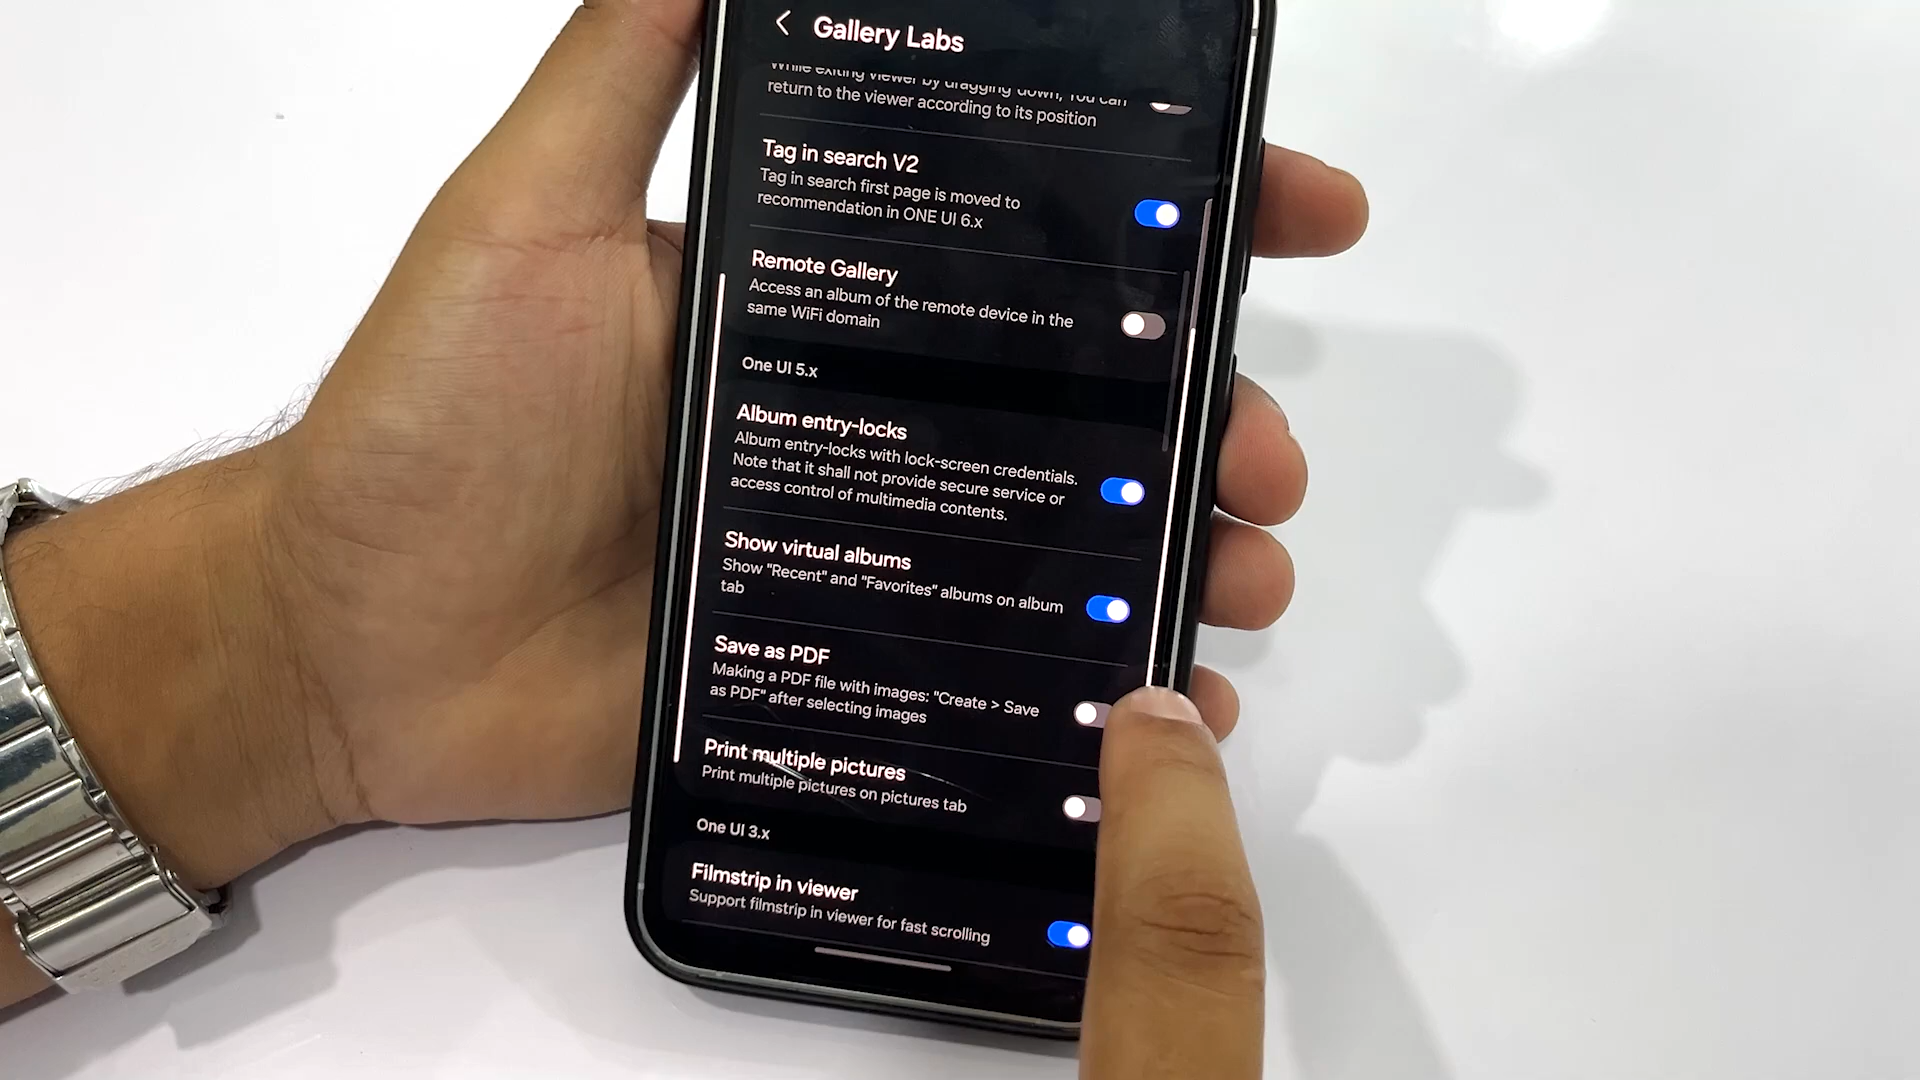 Gallery Labs
While exiting viewer by dragging down, You can
return to the viewer according to its position
Tag in search V2
Tag in search first page is moved to
recommendation in ONE UI 6.x
Remote Gallery
Access an album of the remote device in the
same WiFi domain
One UI 5.x
Album entry-locks
Album entry-locks with lock-screen credentials.
Note that it shall not provide secure service or
access control of multimedia contents.
Show virtual albums
Show "Recent" and "Favorites" albums on album
tab
Save as PDF
Making a PDF file with images: "Create > Save
as PDF" after selecting images
Print multiple pictures
Print multiple pictures on pictures tab
One UI 3.x
Filmstrip in viewer
Support filmstrip in viewer for fast scrolling